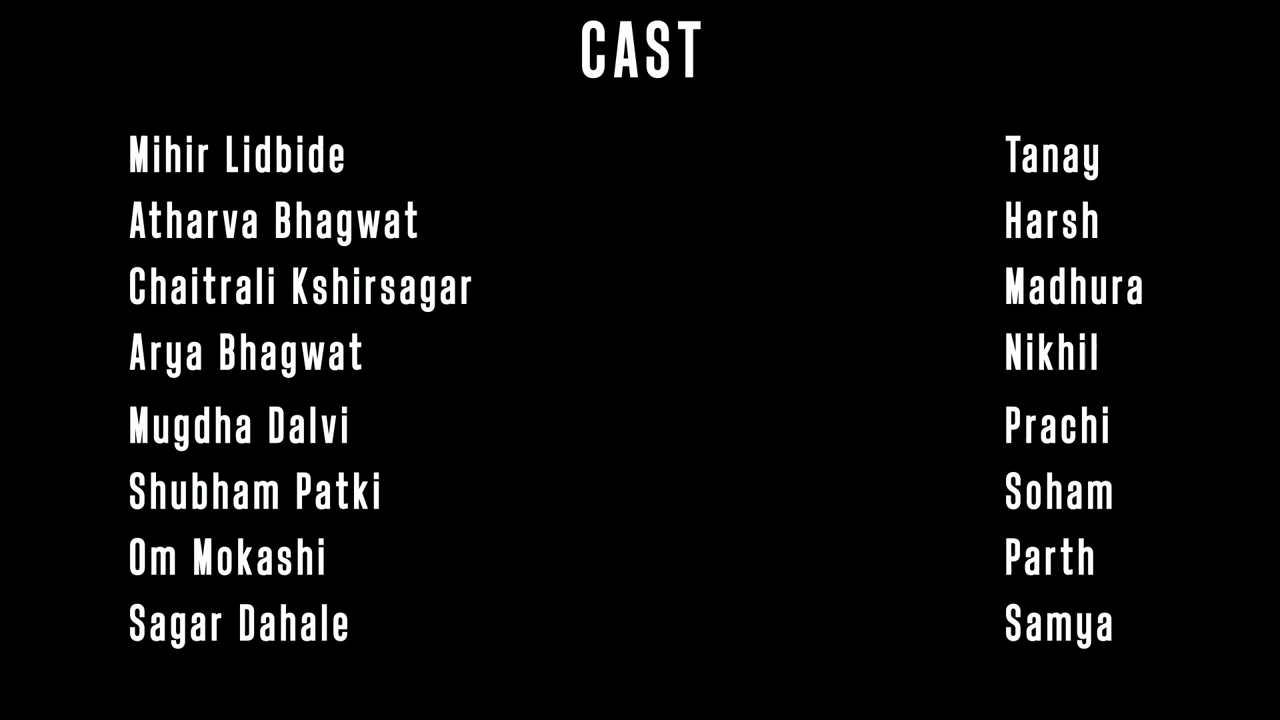 CAST
Mihir Lidbide Tanay
Atharva Bhagwat Harsh
Chaitrali Kshirsagar Madhura
Arya Bhagwat Nikhil
Mugdha Dalvi Prachi
Shubham Patki Soham
Om Mokashi Parth
Sagar Dahale Samya